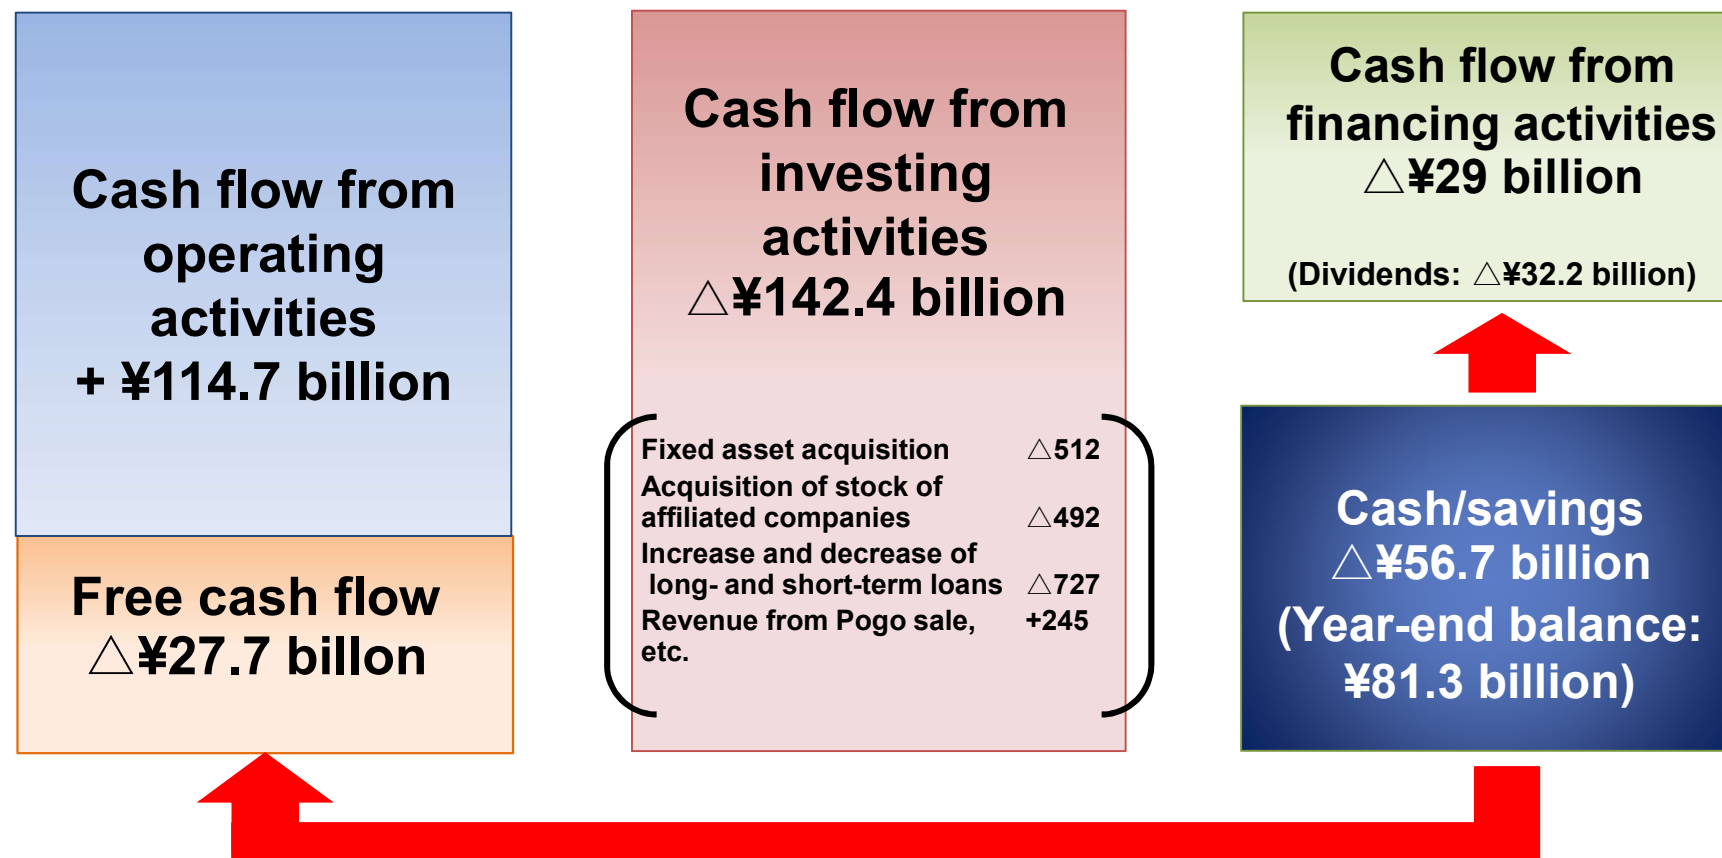 Cash flow from
operating
activities
+ ¥114.7 billion
Free cash flow
△¥27.7 billon
Cash flow from
investing
activities
△¥142.4 billion
Fixed asset acquisition △512
Acquisition of stock of
affiliated companies △492
Increase and decrease of
long- and short-term loans △727
Revenue from Pogo sale, +245
etc.
Cash flow from
financing activities
△¥29 billion
(Dividends: △¥32.2 billion)
Cash/savings
△¥56.7 billion
(Year-end balance:
¥81.3 billion)